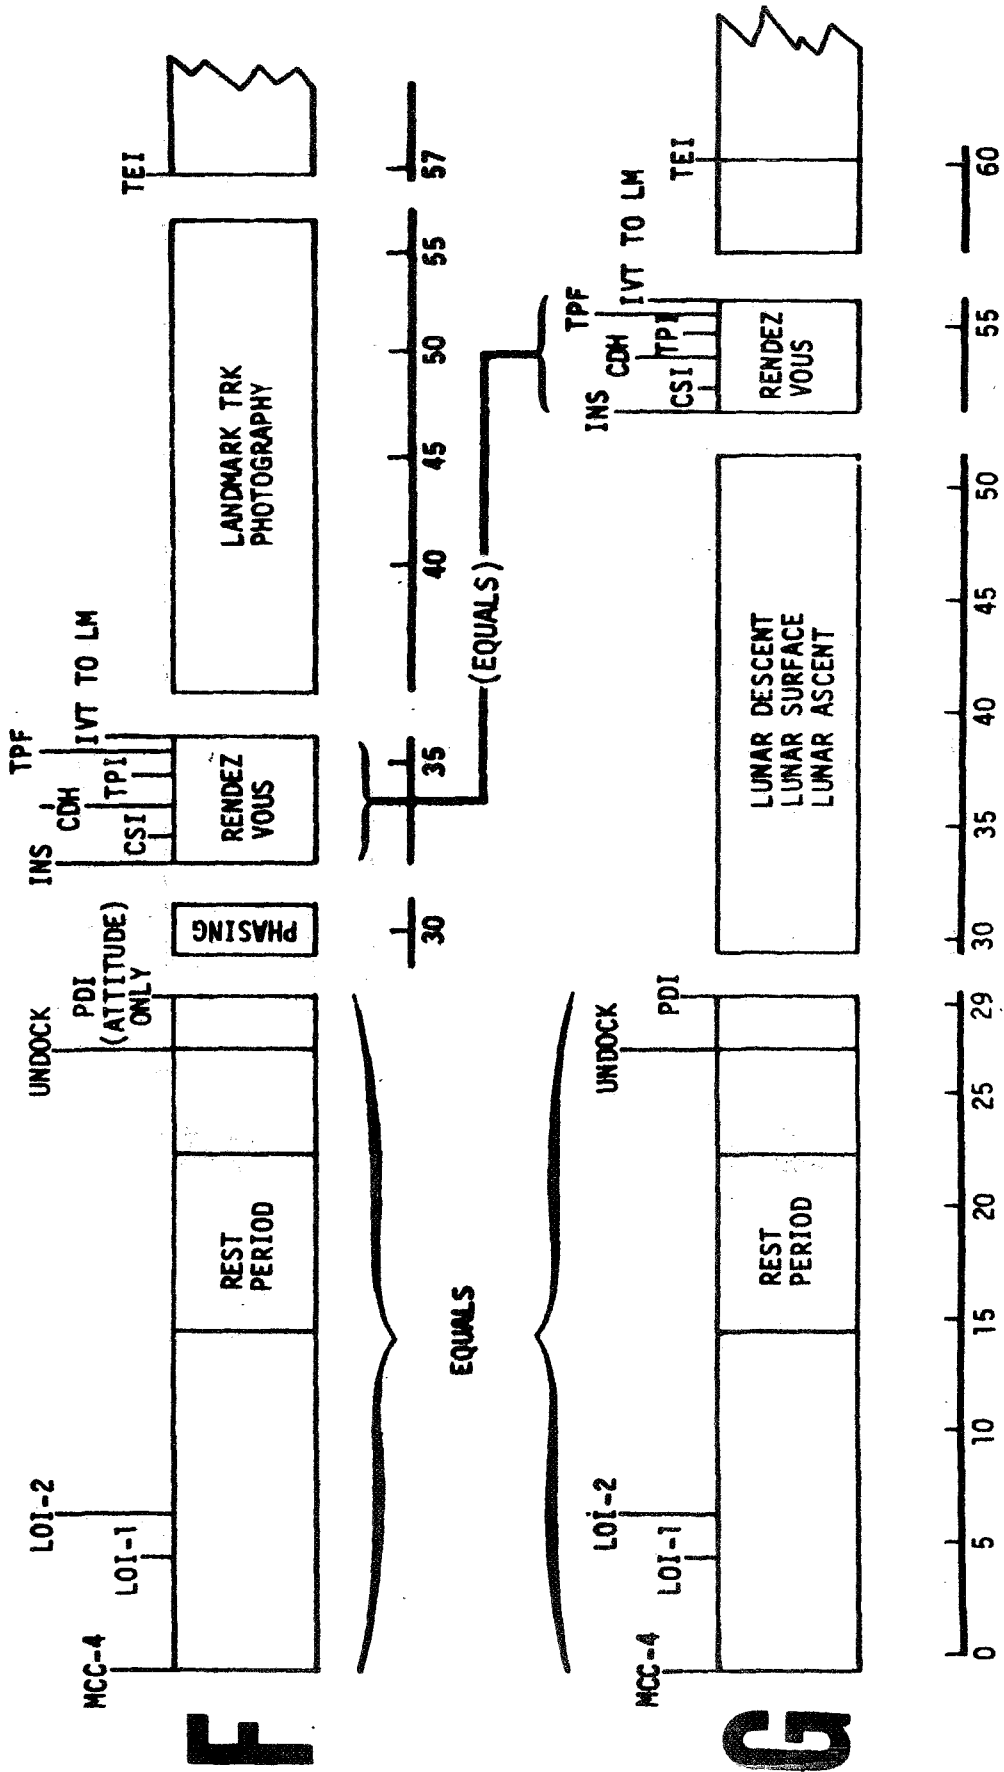 F
MCC-4
LOI-1
LOI-2
REST
PERIOD
UNDOCK
PDI
(ATTITUDE)
ONLY
PHASING
INS
CSI
CDH
TPI
TPF
IVT TO LM
RENDEZ
VOUS
LANDMARK TRK
PHOTOGRAPHY
TEI
30
35
40
45
50
55
57
EQUALS
(EQUALS)
G
MCC-4
LOI-1
LOI-2
REST
PERIOD
UNDOCK
PDI
LUNAR DESCENT
LUNAR SURFACE
LUNAR ASCENT
INS
CSI
CDH
TPI
TPF
IVT TO LM
RENDEZ
VOUS
TEI
0
5
10
15
20
25
29
30
35
40
45
50
55
60